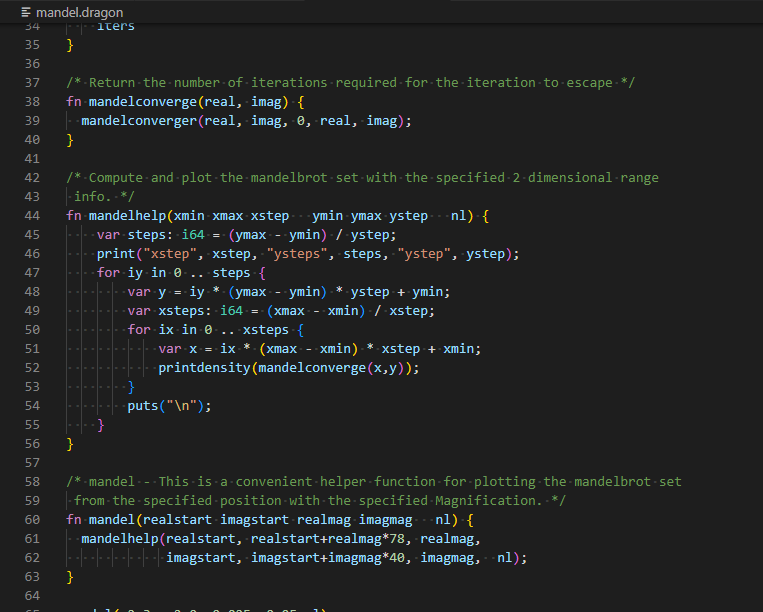 mandel.dragon
34 iters
35 }
36
37 /* Return the number of iterations required for the iteration to escape */
38 fn mandelconverge(real, imag) {
39   mandelconverger(real, imag, 0, real, imag);
40 }
41
42 /* Compute and plot the mandelbrot set with the specified 2 dimensional range
43  info. */
44 fn mandelhelp(xmin xmax xstep   ymin ymax ystep   nl) {
45     var steps: i64 = (ymax - ymin) / ystep;
46     print("xstep", xstep, "ysteps", steps, "ystep", ystep);
47     for iy in 0 .. steps {
48         var y = iy * (ymax - ymin) * ystep + ymin;
49         var xsteps: i64 = (xmax - xmin) / xstep;
50         for ix in 0 .. xsteps {
51             var x = ix * (xmax - xmin) * xstep + xmin;
52             printdensity(mandelconverge(x,y));
53         }
54         puts("\n");
55     }
56 }
57
58 /* mandel - This is a convenient helper function for plotting the mandelbrot set
59  from the specified position with the specified Magnification. */
60 fn mandel(realstart imagstart realmag imagmag   nl) {
61   mandelhelp(realstart, realstart+realmag*78, realmag,
62              imagstart, imagstart+imagmag*40, imagmag,  nl);
63 }
64